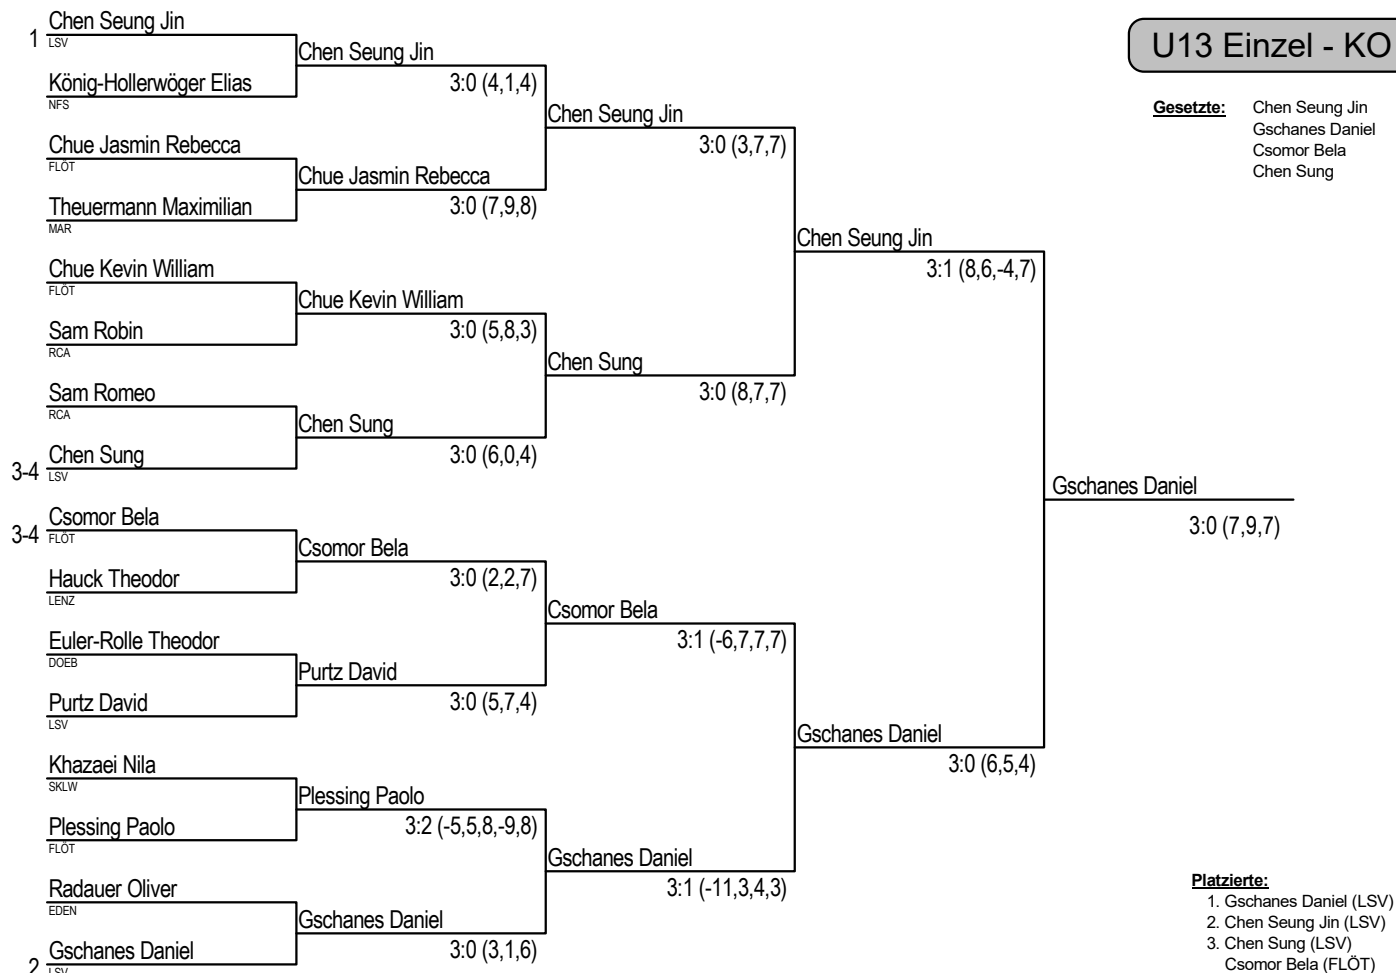 U13 Einzel - KO
Gesetzte: Chen Seung Jin
Gschanes Daniel
Csomor Bela
Chen Sung
1 Chen Seung Jin
LSV
König-Hollerwöger Elias
NFS
Chue Jasmin Rebecca
FLÖT
Theuermann Maximilian
MAR
Chue Kevin William
FLÖT
Sam Robin
RCA
Sam Romeo
RCA
3-4 Chen Sung
LSV
3-4 Csomor Bela
FLÖT
Hauck Theodor
LENZ
Euler-Rolle Theodor
DOEB
Purtz David
LSV
Khazaei Nila
SKLW
Plessing Paolo
FLÖT
Radauer Oliver
EDEN
2 Gschanes Daniel
LSV
Chen Seung Jin
3:0 (4,1,4)
Chue Jasmin Rebecca
3:0 (7,9,8)
Chue Kevin William
3:0 (5,8,3)
Chen Sung
3:0 (6,0,4)
Csomor Bela
3:0 (2,2,7)
Purtz David
3:0 (5,7,4)
Plessing Paolo
3:2 (-5,5,8,-9,8)
Gschanes Daniel
3:0 (3,1,6)
Chen Seung Jin
3:0 (3,7,7)
Chen Sung
3:0 (8,7,7)
Csomor Bela
3:1 (-6,7,7,7)
Gschanes Daniel
3:1 (-11,3,4,3)
Chen Seung Jin
3:1 (8,6,-4,7)
Gschanes Daniel
3:0 (6,5,4)
Gschanes Daniel
3:0 (7,9,7)
Platzierte:
1. Gschanes Daniel (LSV)
2. Chen Seung Jin (LSV)
3. Chen Sung (LSV)
Csomor Bela (FLÖT)